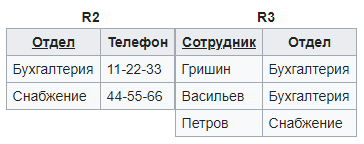 R2 R3
Отдел Телефон Сотрудник Отдел
Бухгалтерия 11-22-33 Гришин Бухгалтерия
Снабжение 44-55-66 Васильев Бухгалтерия
Петров Снабжение